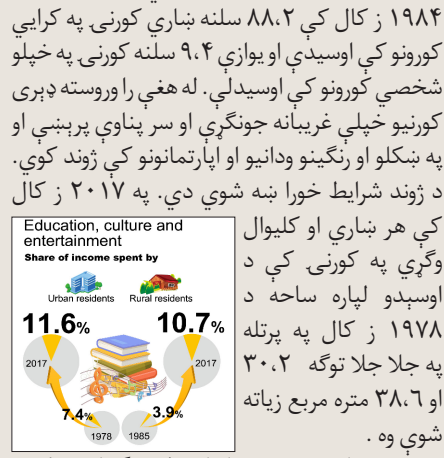 ۱۹۸۴ ز کال کې ۸۸،۲ سلنه ښاري کورنۍ په کرايي
کورونو کې اوسېدې او يوازې ۹،۴ سلنه کورنۍ په خپلو
شخصي کورونو کې اوسېدلې. له هغې را وروسته ډېرى
کورنيو خپلې غريبانه جونګړې او سر پناوې پرېښې او
په ښکلو او رنګينو ودانيو او اپارتمانونو کې ژوند کوي.
د ژوند شرايط خورا ښه شوي دي. په ۲۰۱۷ ز کال
کې هر ښاري او کليوال
وګړي په کورنۍ کې د
اوسېدو لپاره ساحه د
۱۹۷۸ ز کال په پرتله
په جلا جلا توګه ۳۰،۲
او ۳۸،٦ متره مربع زياته
شوې وه .
Education, culture and
entertainment
Share of income spent by
Urban residents Rural residents
11.6% 10.7%
2017 2017
7.4% 3.9%
1978 1985